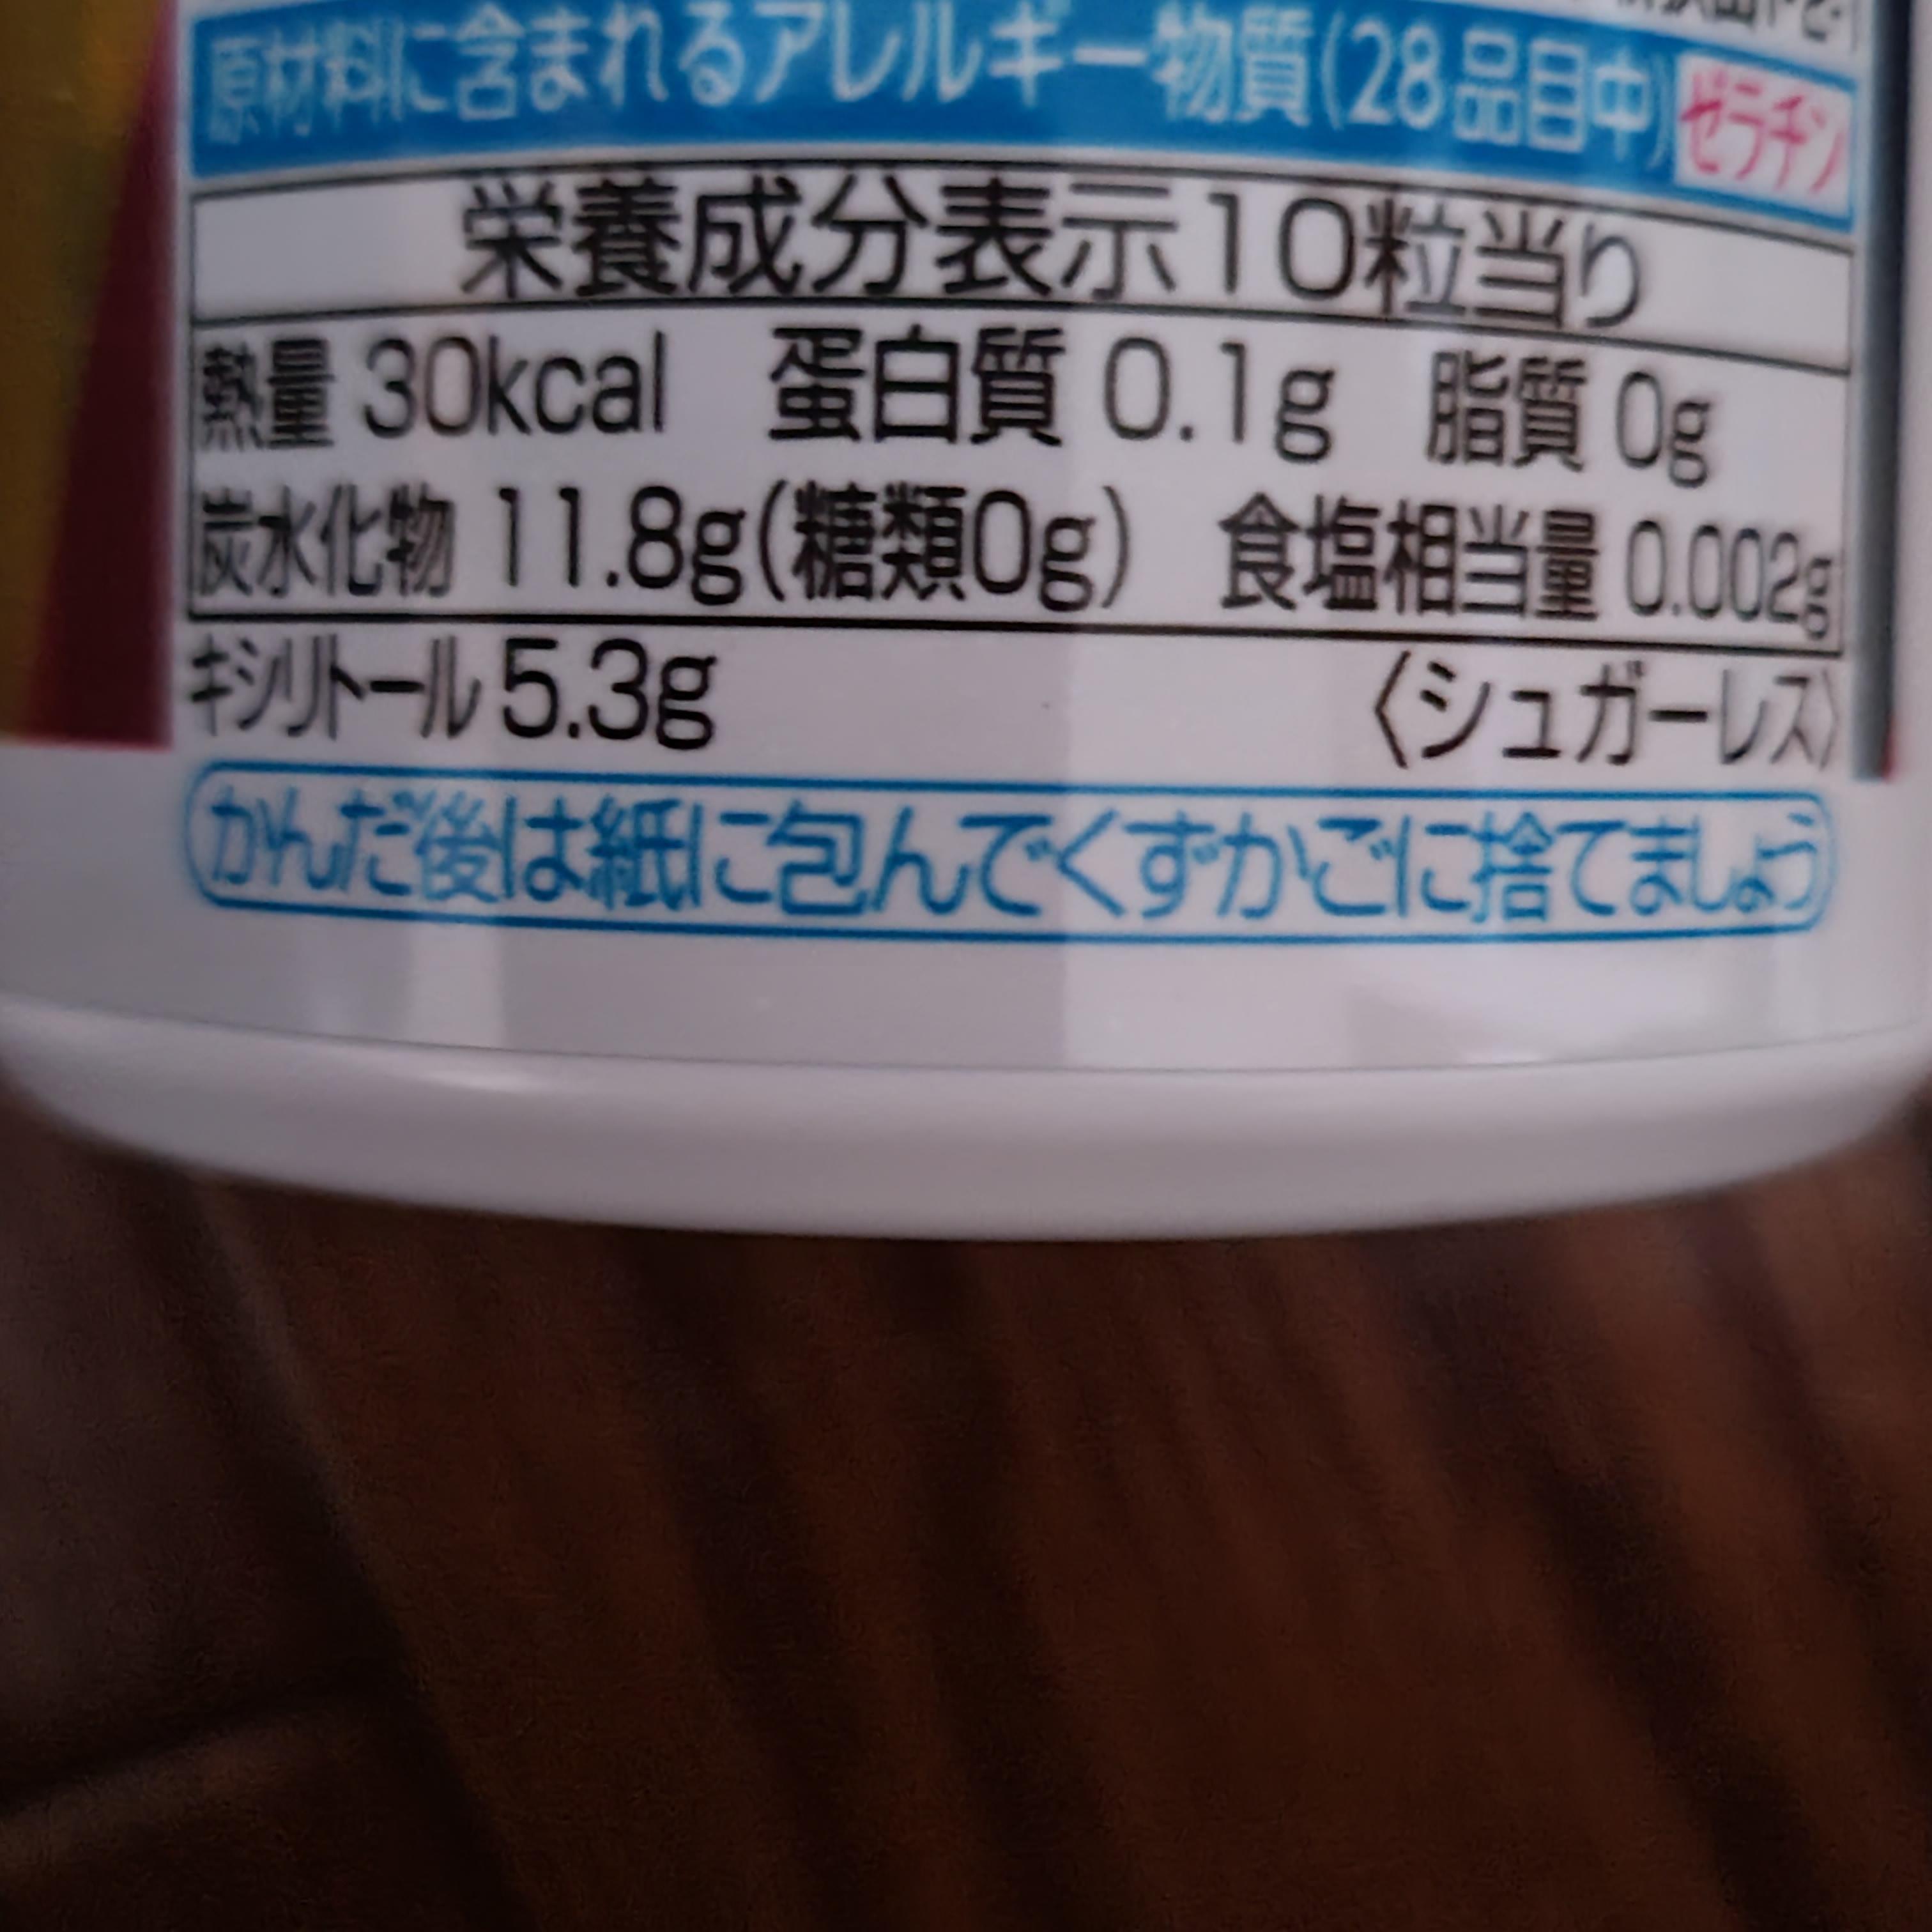 原材料に含まれるアレルギー物質(28品目中) ゼラチン
栄養成分表示10粒当り
熱量 30kcal 蛋白質 0.1g 脂質 0g
炭水化物 11.8g(糖類0g) 食塩相当量 0.002g
キシリトール5.3g 〈シュガーレス〉
かんだ後は紙に包んでくずかごに捨てましょう